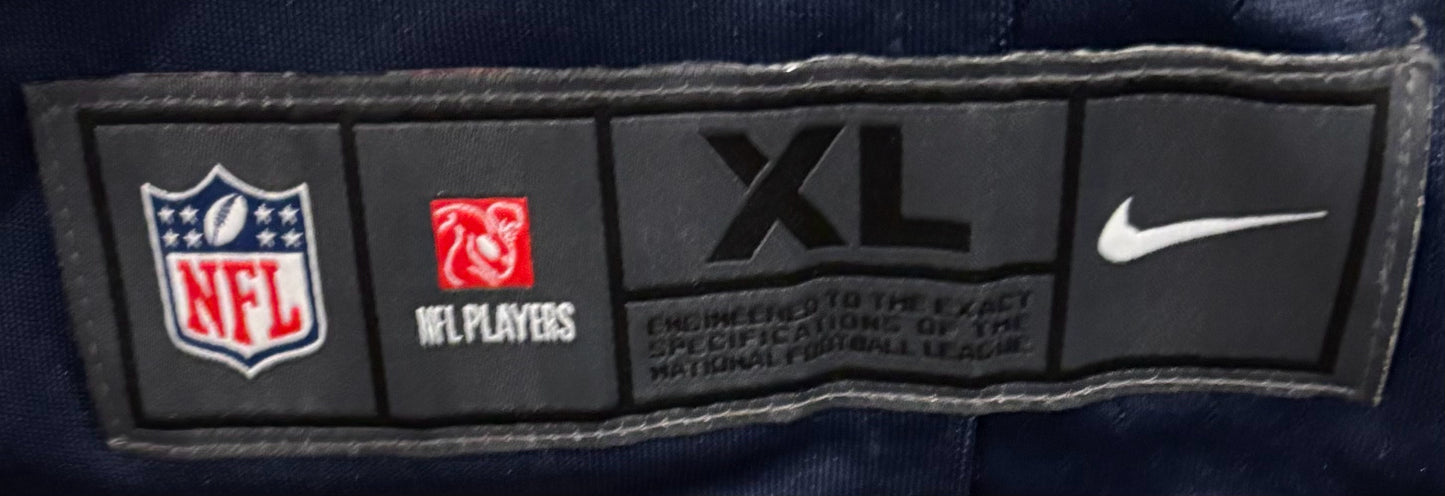 NFL
NFL PLAYERS
XL
ENGINEERED TO THE EXACT
SPECIFICATIONS OF THE
NATIONAL FOOTBALL LEAGUE